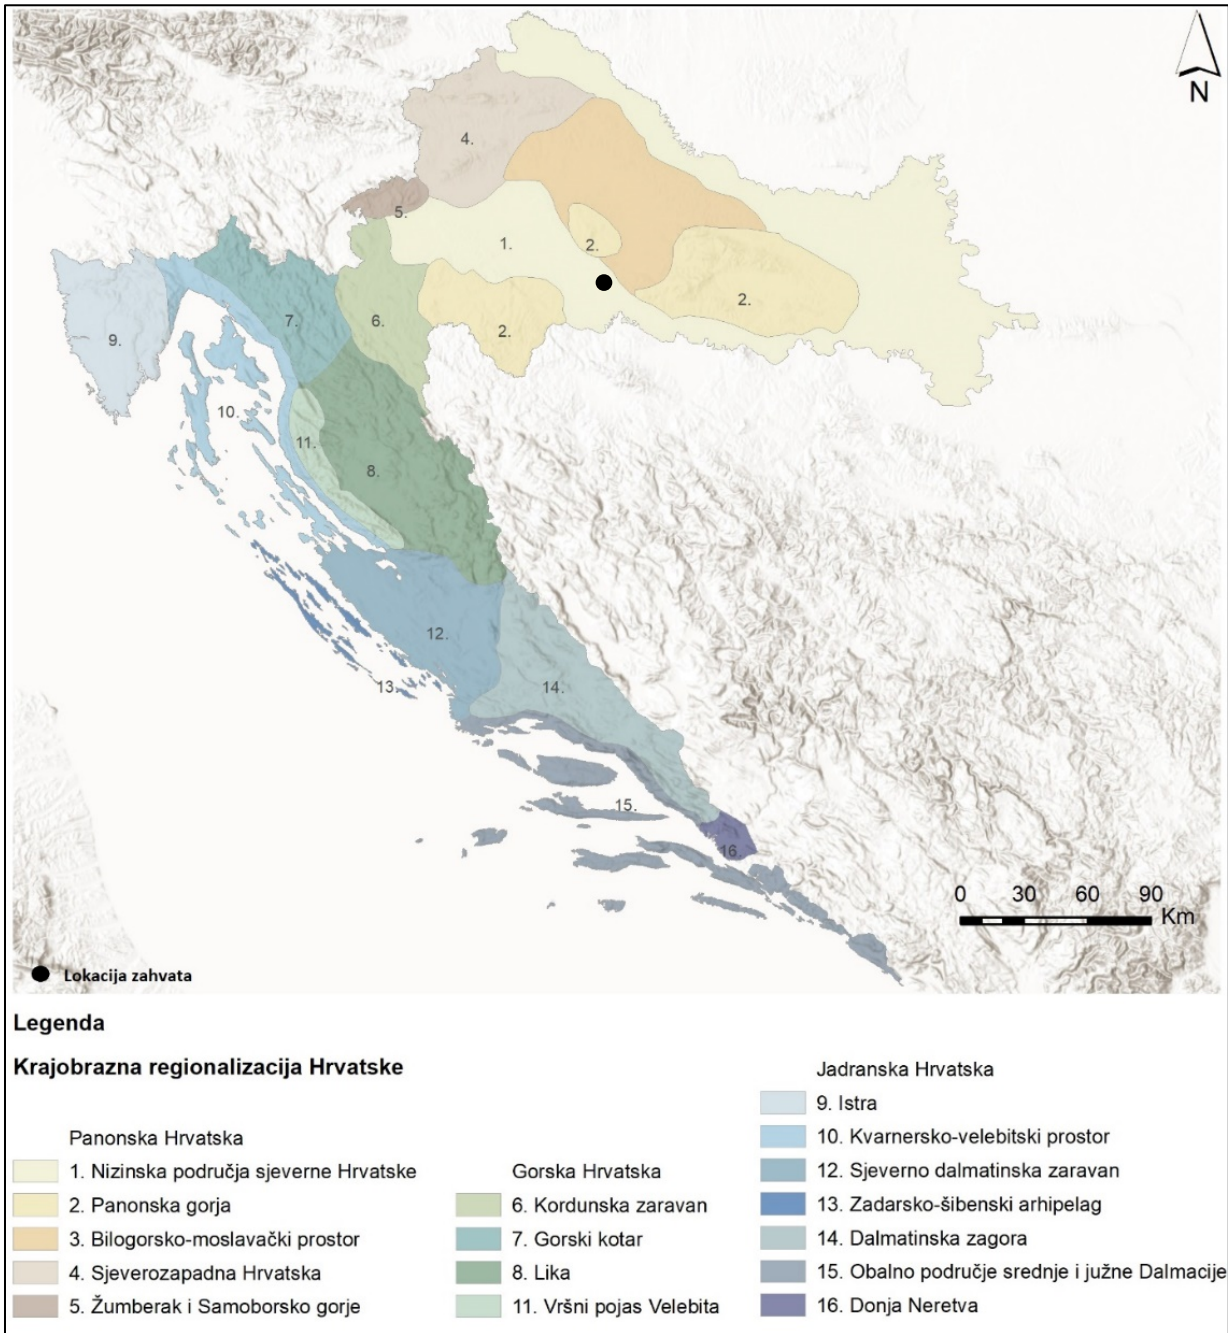 N
4.
5.
1.
2.
2.
7.
6.
2.
9.
10.
11.
8.
12.
13.
14.
15.
16.
0 30 60 90
Km
Lokacija zahvata
Legenda
Krajobrazna regionalizacija Hrvatske
Panonska Hrvatska
1. Nizinska područja sjeverne Hrvatske
2. Panonska gorja
3. Bilogorsko-moslavački prostor
4. Sjeverozapadna Hrvatska
5. Žumberak i Samoborsko gorje
Gorska Hrvatska
6. Kordunska zaravan
7. Gorski kotar
8. Lika
11. Vršni pojas Velebita
Jadranska Hrvatska
9. Istra
10. Kvarnersko-velebitski prostor
12. Sjeverno dalmatinska zaravan
13. Zadarsko-šibenski arhipelag
14. Dalmatinska zagora
15. Obalno područje srednje i južne Dalmacije
16. Donja Neretva